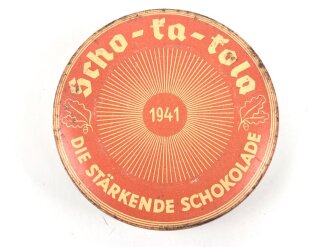 Scho-ka-kola
1941
DIE STÄRKENDE SCHOKOLADE